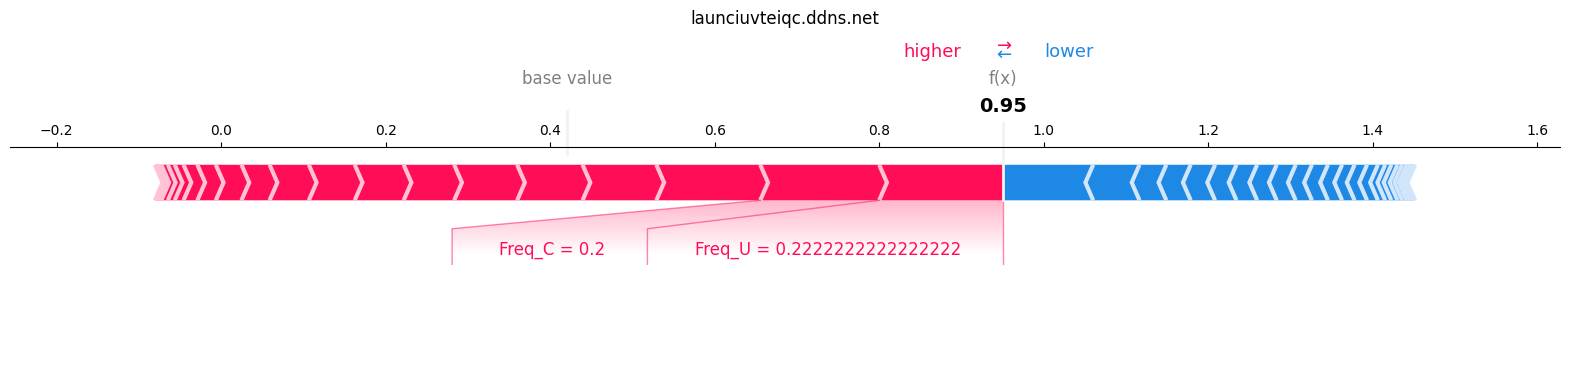 launciuvteiqc.ddns.net
higher ⇄ lower
base value f(x)
0.95
−0.2 0.0 0.2 0.4 0.6 0.8 1.0 1.2 1.4 1.6
Freq_C = 0.2 Freq_U = 0.2222222222222222